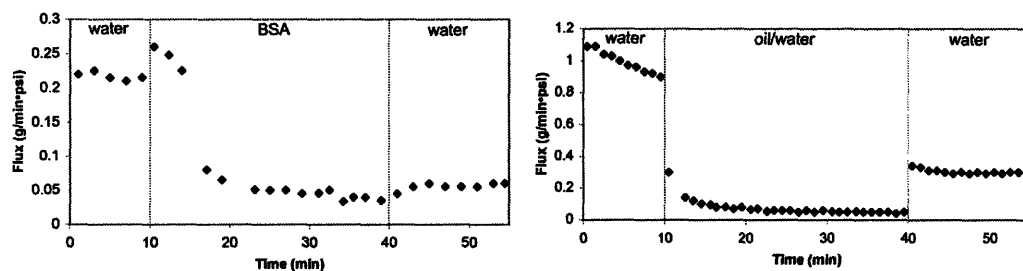 water BSA water
0.3
0.25
0.2
0.15
0.1
0.05
0
Flux (g/min•psi)
0 10 20 30 40 50
Time (min)
water oil/water water
1.2
1
0.8
0.6
0.4
0.2
0
Flux (g/min•psi)
0 10 20 30 40 50
Time (min)